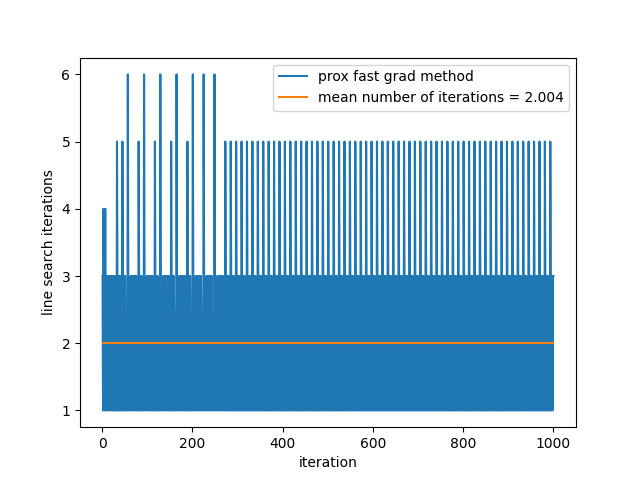 prox fast grad method
mean number of iterations = 2.004
6
5
4
3
2
1
line search iterations
0 200 400 600 800 1000
iteration